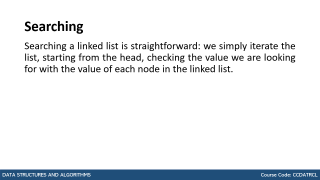 Searching
Searching a linked list is straightforward: we simply iterate the
list, starting from the head, checking the value we are looking
for with the value of each node in the linked list.
DATA STRUCTURES AND ALGORITHMS
Course Code: CCDATRCL